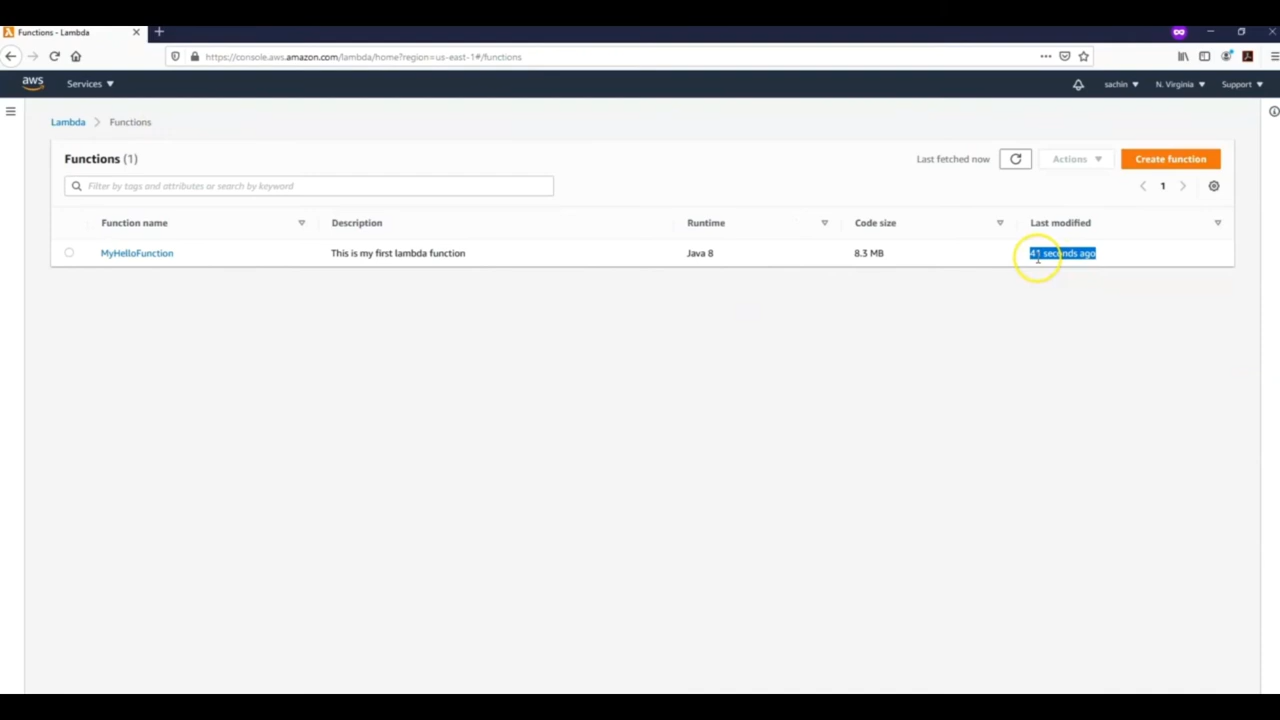 Functions - Lambda
https://console.aws.amazon.com/lambda/home?region=us-east-1#/functions
aws Services sachin N. Virginia Support
Lambda > Functions
Functions (1) Last fetched now Actions Create function
Filter by tags and attributes or search by keyword 1
Function name Description Runtime Code size Last modified
MyHelloFunction This is my first lambda function Java 8 8.3 MB 41 seconds ago